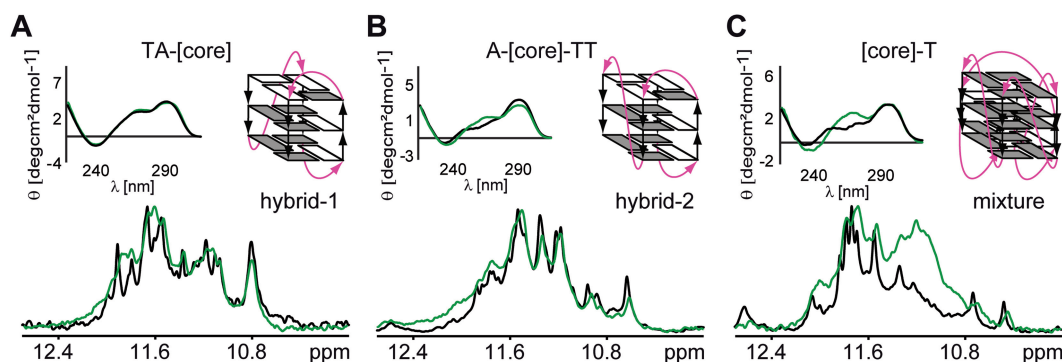 A
TA-[core]
θ [degcm²dmol-1]
7
3
-4
240
290
λ [nm]
hybrid-1
12.4
11.6
10.8
ppm
B
A-[core]-TT
θ [degcm²dmol-1]
5
1
-3
240
290
λ [nm]
hybrid-2
12.4
11.6
10.8
ppm
C
[core]-T
θ [degcm²dmol-1]
6
2
-2
240
290
λ [nm]
mixture
12.4
11.6
10.8
ppm